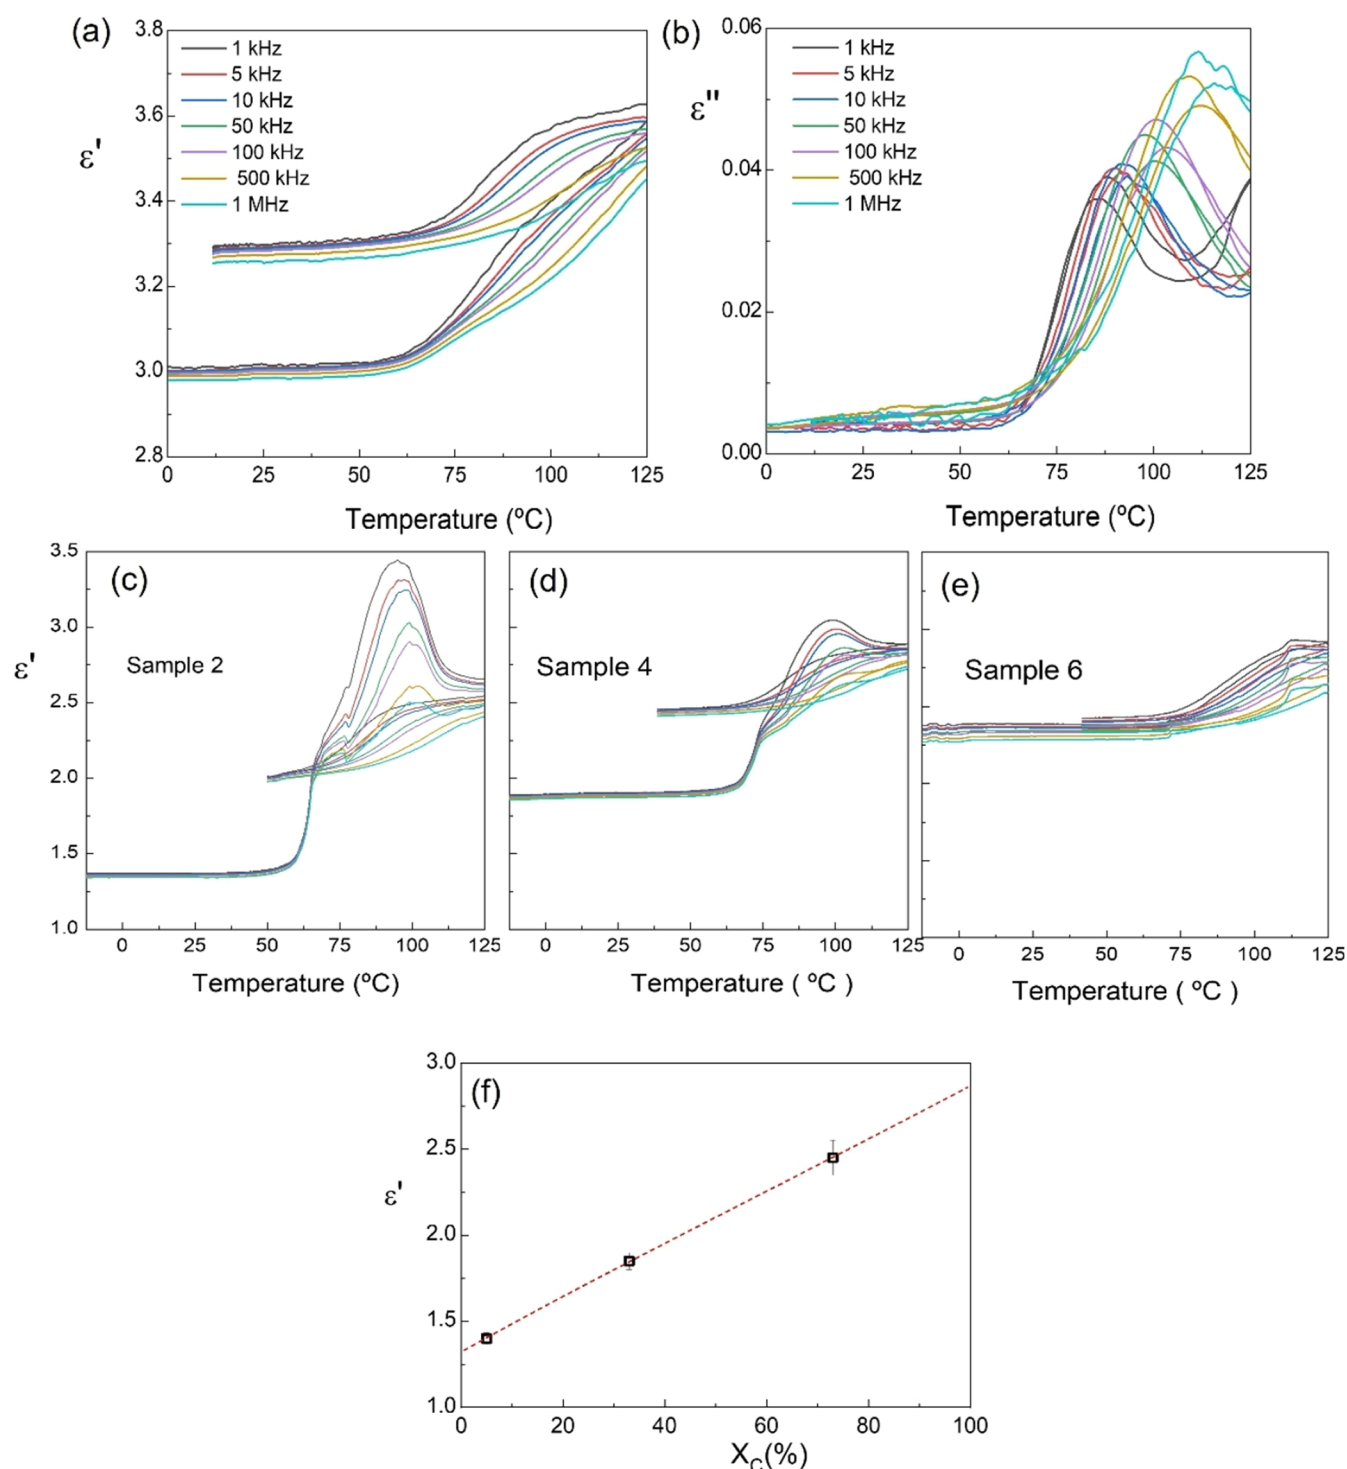 (a)
3.8
3.6
3.4
3.2
3.0
2.8
ε'
1 kHz
5 kHz
10 kHz
50 kHz
100 kHz
500 kHz
1 MHz
0 25 50 75 100 125
Temperature (ºC)
(b)
0.06
0.04
0.02
0.00
ε"
1 kHz
5 kHz
10 kHz
50 kHz
100 kHz
500 kHz
1 MHz
0 25 50 75 100 125
Temperature (ºC)
(c)
3.5
3.0
2.5
2.0
1.5
1.0
ε'
Sample 2
0 25 50 75 100 125
Temperature (ºC)
(d)
Sample 4
0 25 50 75 100 125
Temperature ( ºC )
(e)
Sample 6
0 25 50 75 100 125
Temperature ( ºC )
(f)
3.0
2.5
2.0
1.5
1.0
ε'
0 20 40 60 80 100
X_C(%)